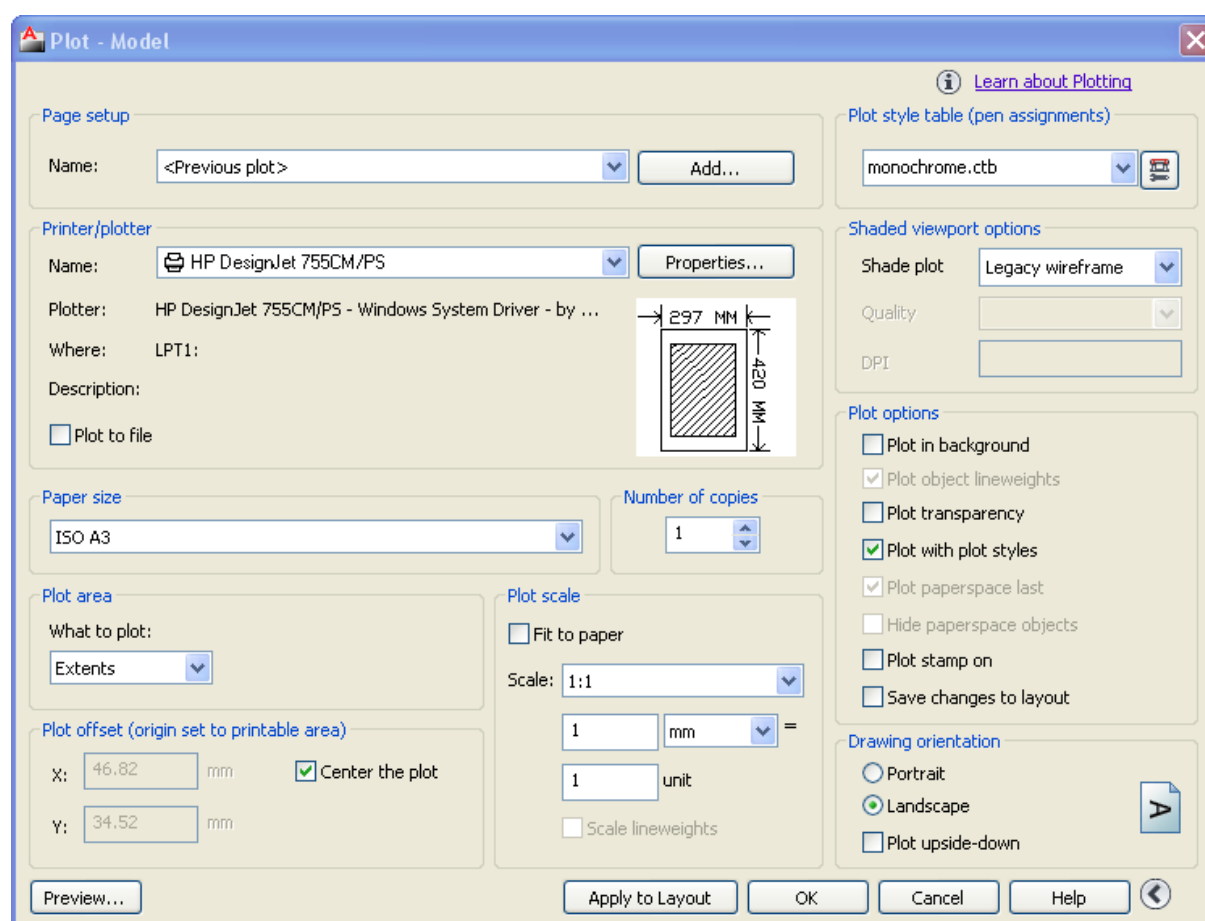 Plot - Model
Learn about Plotting
Page setup
Name: <Previous plot> Add...
Plot style table (pen assignments)
monochrome.ctb
Printer/plotter
Name: HP DesignJet 755CM/PS Properties...
Plotter: HP DesignJet 755CM/PS - Windows System Driver - by ...
Where: LPT1:
Description:
Plot to file
297 MM
420 MM
Shaded viewport options
Shade plot Legacy wireframe
Quality
DPI
Paper size
ISO A3
Number of copies
1
Plot options
Plot in background
Plot object lineweights
Plot transparency
Plot with plot styles
Plot paperspace last
Hide paperspace objects
Plot stamp on
Save changes to layout
Plot area
What to plot:
Extents
Plot scale
Fit to paper
Scale: 1:1
1 mm =
1 unit
Scale lineweights
Plot offset (origin set to printable area)
X: 46.82 mm Center the plot
Y: 34.52 mm
Drawing orientation
Portrait
Landscape
Plot upside-down
A
Preview... Apply to Layout OK Cancel Help